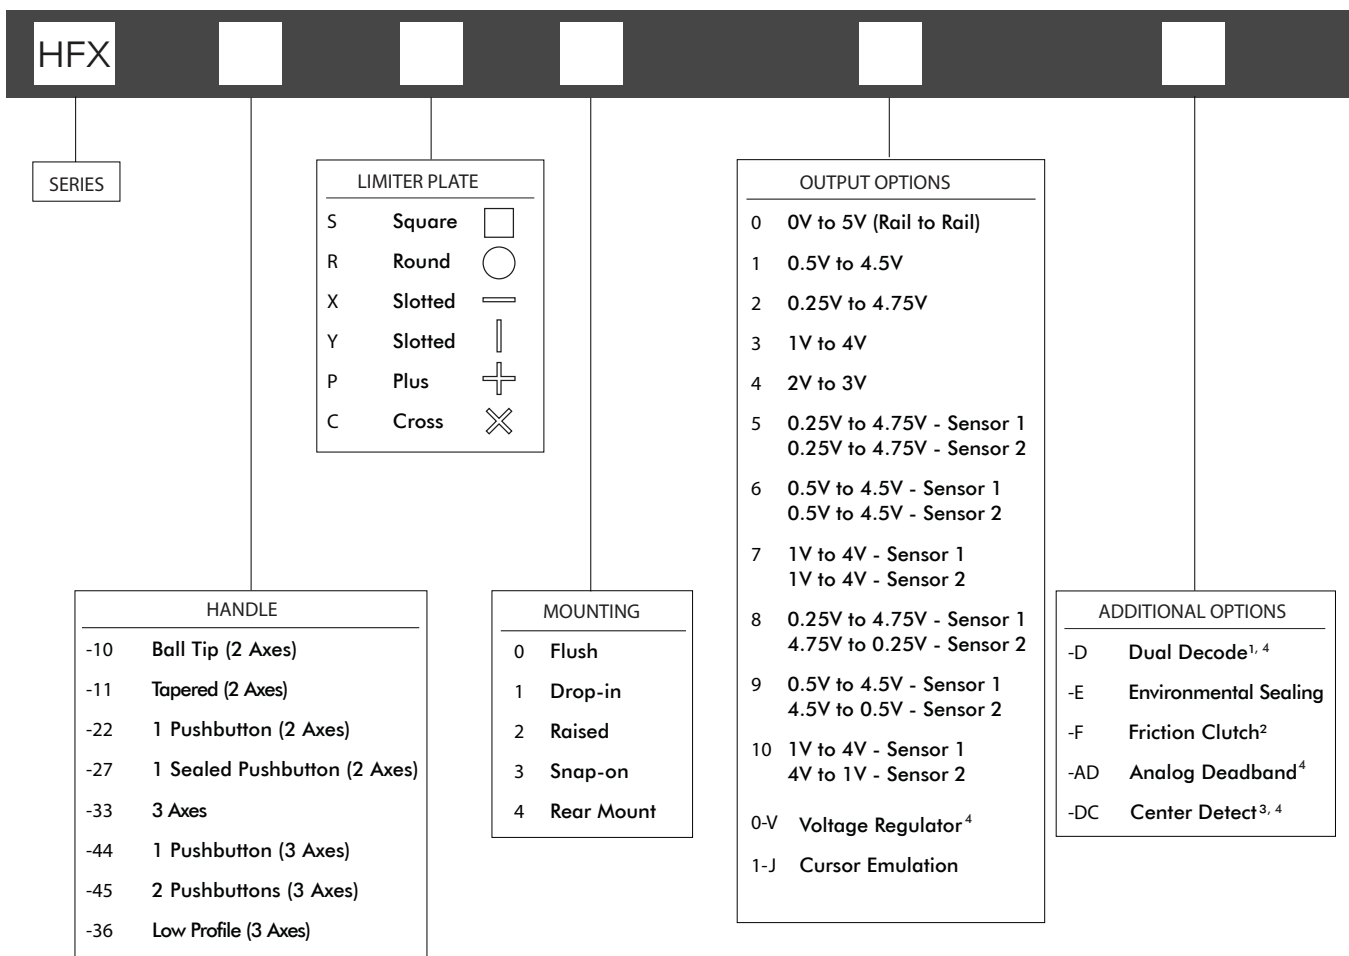 HFX
SERIES
LIMITER PLATE
S Square
R Round
X Slotted
Y Slotted
P Plus
C Cross
OUTPUT OPTIONS
0 0V to 5V (Rail to Rail)
1 0.5V to 4.5V
2 0.25V to 4.75V
3 1V to 4V
4 2V to 3V
5 0.25V to 4.75V - Sensor 1
0.25V to 4.75V - Sensor 2
6 0.5V to 4.5V - Sensor 1
0.5V to 4.5V - Sensor 2
7 1V to 4V - Sensor 1
1V to 4V - Sensor 2
8 0.25V to 4.75V - Sensor 1
4.75V to 0.25V - Sensor 2
9 0.5V to 4.5V - Sensor 1
4.5V to 0.5V - Sensor 2
10 1V to 4V - Sensor 1
4V to 1V - Sensor 2
0-V Voltage Regulator⁴
1-J Cursor Emulation
HANDLE
-10 Ball Tip (2 Axes)
-11 Tapered (2 Axes)
-22 1 Pushbutton (2 Axes)
-27 1 Sealed Pushbutton (2 Axes)
-33 3 Axes
-44 1 Pushbutton (3 Axes)
-45 2 Pushbuttons (3 Axes)
-36 Low Profile (3 Axes)
MOUNTING
0 Flush
1 Drop-in
2 Raised
3 Snap-on
4 Rear Mount
ADDITIONAL OPTIONS
-D Dual Decode¹, ⁴
-E Environmental Sealing
-F Friction Clutch²
-AD Analog Deadband⁴
-DC Center Detect³, ⁴